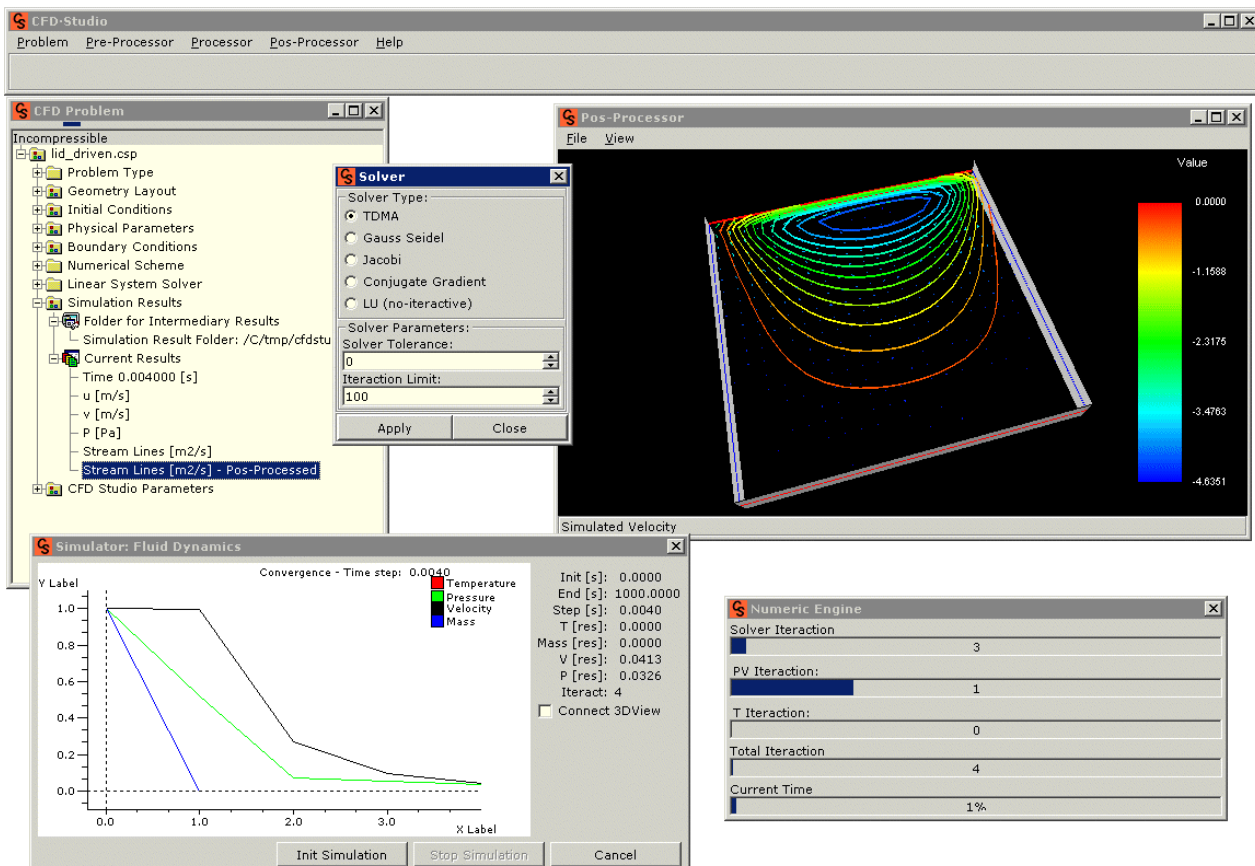 CFD·Studio
Problem Pre-Processor Processor Pos-Processor Help
CFD Problem
Incompressible
lid_driven.csp
Problem Type
Geometry Layout
Initial Conditions
Physical Parameters
Boundary Conditions
Numerical Scheme
Linear System Solver
Simulation Results
Folder for Intermediary Results
Simulation Result Folder: /C/tmp/cfdstu
Current Results
Time 0.004000 [s]
u [m/s]
v [m/s]
P [Pa]
Stream Lines [m2/s]
Stream Lines [m2/s] - Pos-Processed
CFD Studio Parameters
Solver
Solver Type:
TDMA
Gauss Seidel
Jacobi
Conjugate Gradient
LU (no-iteractive)
Solver Parameters:
Solver Tolerance:
0
Iteraction Limit:
100
Apply Close
Pos-Processor
File View
Value
0.0000
-1.1588
-2.3175
-3.4763
-4.6351
Simulated Velocity
Simulator: Fluid Dynamics
Convergence - Time step: 0.0040
Y Label
Temperature
Pressure
Velocity
Mass
1.0
0.8
0.6
0.4
0.2
0.0
0.0 1.0 2.0 3.0
X Label
Init [s]: 0.0000
End [s]: 1000.0000
Step [s]: 0.0040
T [res]: 0.0000
Mass [res]: 0.0000
V [res]: 0.0413
P [res]: 0.0326
Iteract: 4
Connect 3DView
Init Simulation Stop Simulation Cancel
Numeric Engine
Solver Iteraction
3
PV Iteraction:
1
T Iteraction:
0
Total Iteraction
4
Current Time
1%